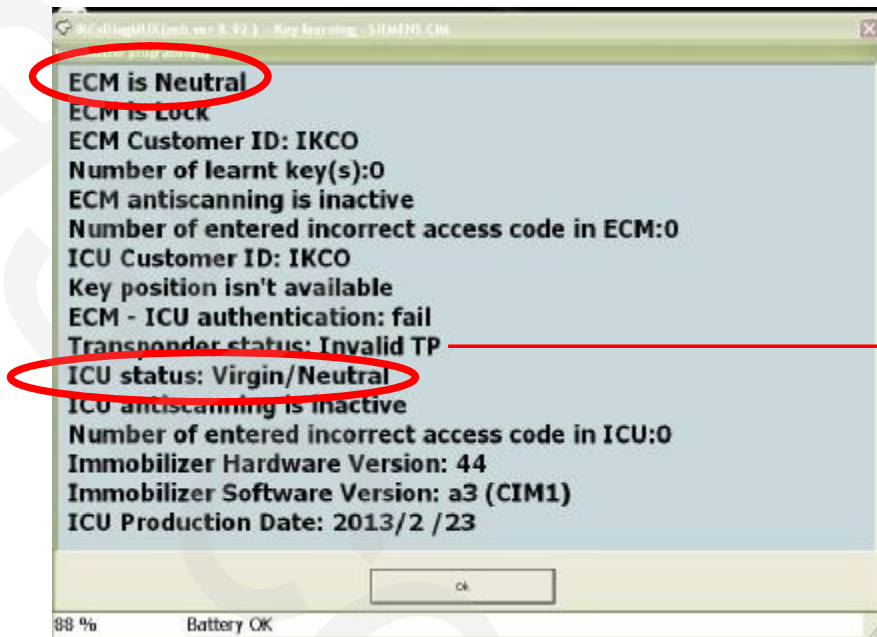 Key learning - SIEMENS CIM
ECM is Neutral
ECM is Lock
ECM Customer ID: IKCO
Number of learnt key(s):0
ECM antiscanning is inactive
Number of entered incorrect access code in ECM:0
ICU Customer ID: IKCO
Key position isn't available
ECM - ICU authentication: fail
Transponder status: Invalid TP
ICU status: Virgin/Neutral
ICU antiscanning is inactive
Number of entered incorrect access code in ICU:0
Immobilizer Hardware Version: 44
Immobilizer Software Version: a3 (CIM1)
ICU Production Date: 2013/2 /23
Ok
88 % Battery OK